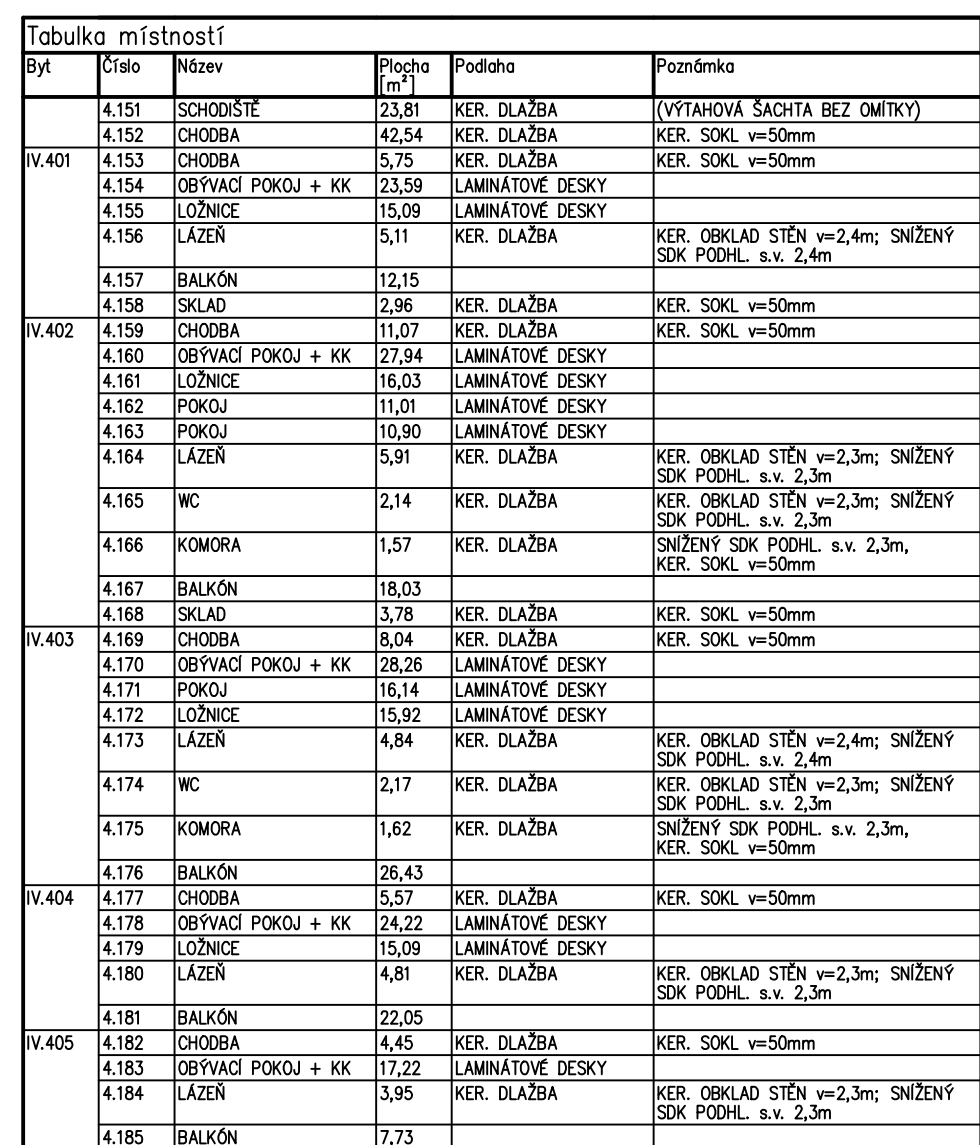 Tabulka místností
Byt Číslo Název Plocha [m²] Podlaha Poznámka
4.151 SCHODIŠTĚ 23,81 KER. DLAŽBA (VÝTAHOVÁ ŠACHTA BEZ OMÍTKY)
4.152 CHODBA 42,54 KER. DLAŽBA KER. SOKL v=50mm
IV.401 4.153 CHODBA 5,75 KER. DLAŽBA KER. SOKL v=50mm
4.154 OBÝVACÍ POKOJ + KK 23,59 LAMINÁTOVÉ DESKY
4.155 LOŽNICE 15,09 LAMINÁTOVÉ DESKY
4.156 LÁZEŇ 5,11 KER. DLAŽBA KER. OBKLAD STĚN v=2,4m; SNÍŽENÝ
SDK PODHL. s.v. 2,4m
4.157 BALKÓN 12,15
4.158 SKLAD 2,96 KER. DLAŽBA KER. SOKL v=50mm
IV.402 4.159 CHODBA 11,07 KER. DLAŽBA KER. SOKL v=50mm
4.160 OBÝVACÍ POKOJ + KK 27,94 LAMINÁTOVÉ DESKY
4.161 LOŽNICE 16,03 LAMINÁTOVÉ DESKY
4.162 POKOJ 11,01 LAMINÁTOVÉ DESKY
4.163 POKOJ 10,90 LAMINÁTOVÉ DESKY
4.164 LÁZEŇ 5,91 KER. DLAŽBA KER. OBKLAD STĚN v=2,3m; SNÍŽENÝ
SDK PODHL. s.v. 2,3m
4.165 WC 2,14 KER. DLAŽBA KER. OBKLAD STĚN v=2,3m; SNÍŽENÝ
SDK PODHL. s.v. 2,3m
4.166 KOMORA 1,57 KER. DLAŽBA SNÍŽENÝ SDK PODHL. s.v. 2,3m,
KER. SOKL v=50mm
4.167 BALKÓN 18,03
4.168 SKLAD 3,78 KER. DLAŽBA KER. SOKL v=50mm
IV.403 4.169 CHODBA 8,04 KER. DLAŽBA KER. SOKL v=50mm
4.170 OBÝVACÍ POKOJ + KK 28,26 LAMINÁTOVÉ DESKY
4.171 POKOJ 16,14 LAMINÁTOVÉ DESKY
4.172 LOŽNICE 15,92 LAMINÁTOVÉ DESKY
4.173 LÁZEŇ 4,84 KER. DLAŽBA KER. OBKLAD STĚN v=2,4m; SNÍŽENÝ
SDK PODHL. s.v. 2,4m
4.174 WC 2,17 KER. DLAŽBA KER. OBKLAD STĚN v=2,3m; SNÍŽENÝ
SDK PODHL. s.v. 2,3m
4.175 KOMORA 1,62 KER. DLAŽBA SNÍŽENÝ SDK PODHL. s.v. 2,3m,
KER. SOKL v=50mm
4.176 BALKÓN 26,43
IV.404 4.177 CHODBA 5,57 KER. DLAŽBA KER. SOKL v=50mm
4.178 OBÝVACÍ POKOJ + KK 24,22 LAMINÁTOVÉ DESKY
4.179 LOŽNICE 15,09 LAMINÁTOVÉ DESKY
4.180 LÁZEŇ 4,81 KER. DLAŽBA KER. OBKLAD STĚN v=2,3m; SNÍŽENÝ
SDK PODHL. s.v. 2,3m
4.181 BALKÓN 22,05
IV.405 4.182 CHODBA 4,45 KER. DLAŽBA KER. SOKL v=50mm
4.183 OBÝVACÍ POKOJ + KK 17,22 LAMINÁTOVÉ DESKY
4.184 LÁZEŇ 3,95 KER. DLAŽBA KER. OBKLAD STĚN v=2,3m; SNÍŽENÝ
SDK PODHL. s.v. 2,3m
4.185 BALKÓN 7,73